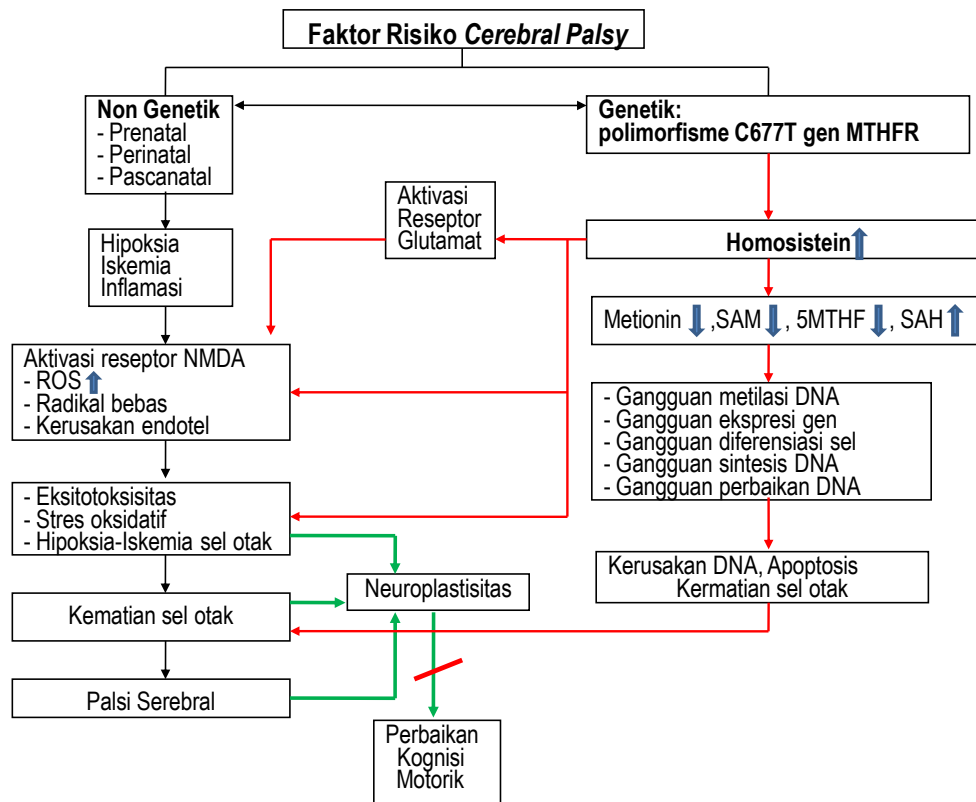 Faktor Risiko Cerebral Palsy
Non Genetik
- Prenatal
- Perinatal
- Pascanatal
Genetik:
polimorfisme C677T gen MTHFR
Aktivasi
Reseptor
Glutamat
Hipoksia
Iskemia
Inflamasi
Homosistein
Metionin ,SAM , 5MTHF , SAH
Aktivasi reseptor NMDA
- ROS
- Radikal bebas
- Kerusakan endotel
- Gangguan metilasi DNA
- Gangguan ekspresi gen
- Gangguan diferensiasi sel
- Gangguan sintesis DNA
- Gangguan perbaikan DNA
- Eksitotoksisitas
- Stres oksidatif
- Hipoksia-Iskemia sel otak
Neuroplastisitas
Kerusakan DNA, Apoptosis
Kermatian sel otak
Kematian sel otak
Palsi Serebral
Perbaikan
Kognisi
Motorik